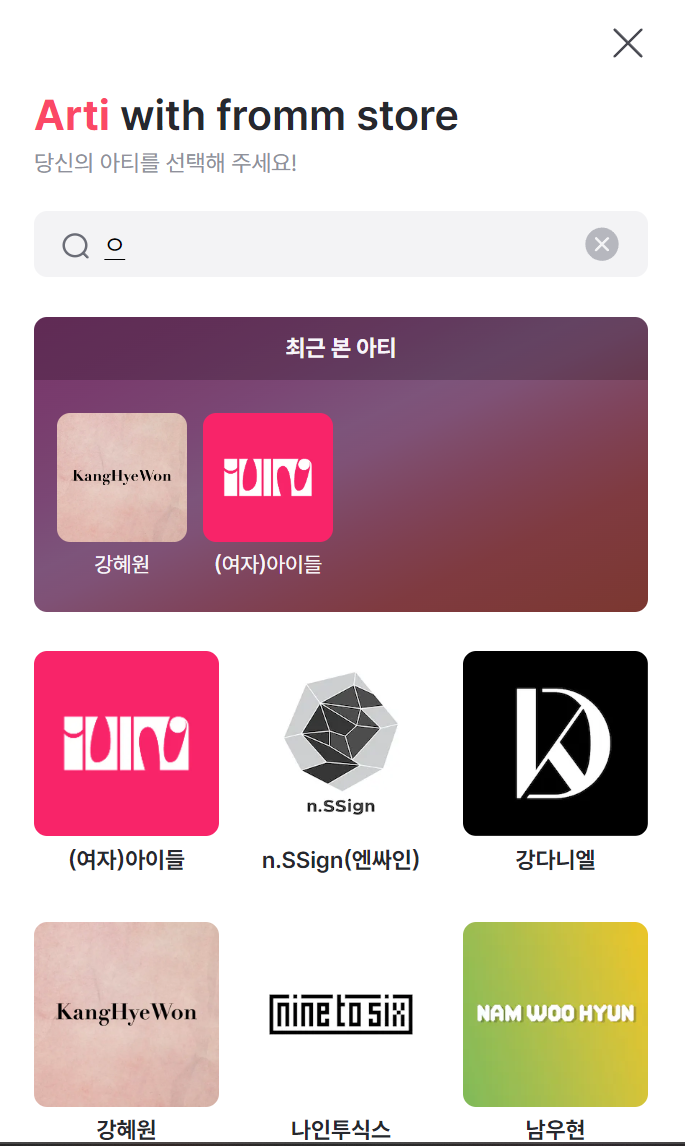 Arti with fromm store
당신의 아티를 선택해 주세요!
ㅇ
최근 본 아티
KangHyeWon
강혜원
(여자)아이들
n.SSign
(여자)아이들
n.SSign(엔싸인)
강다니엘
KangHyeWon
nine to six
NAM WOO HYUN
강혜원
나인투식스
남우현